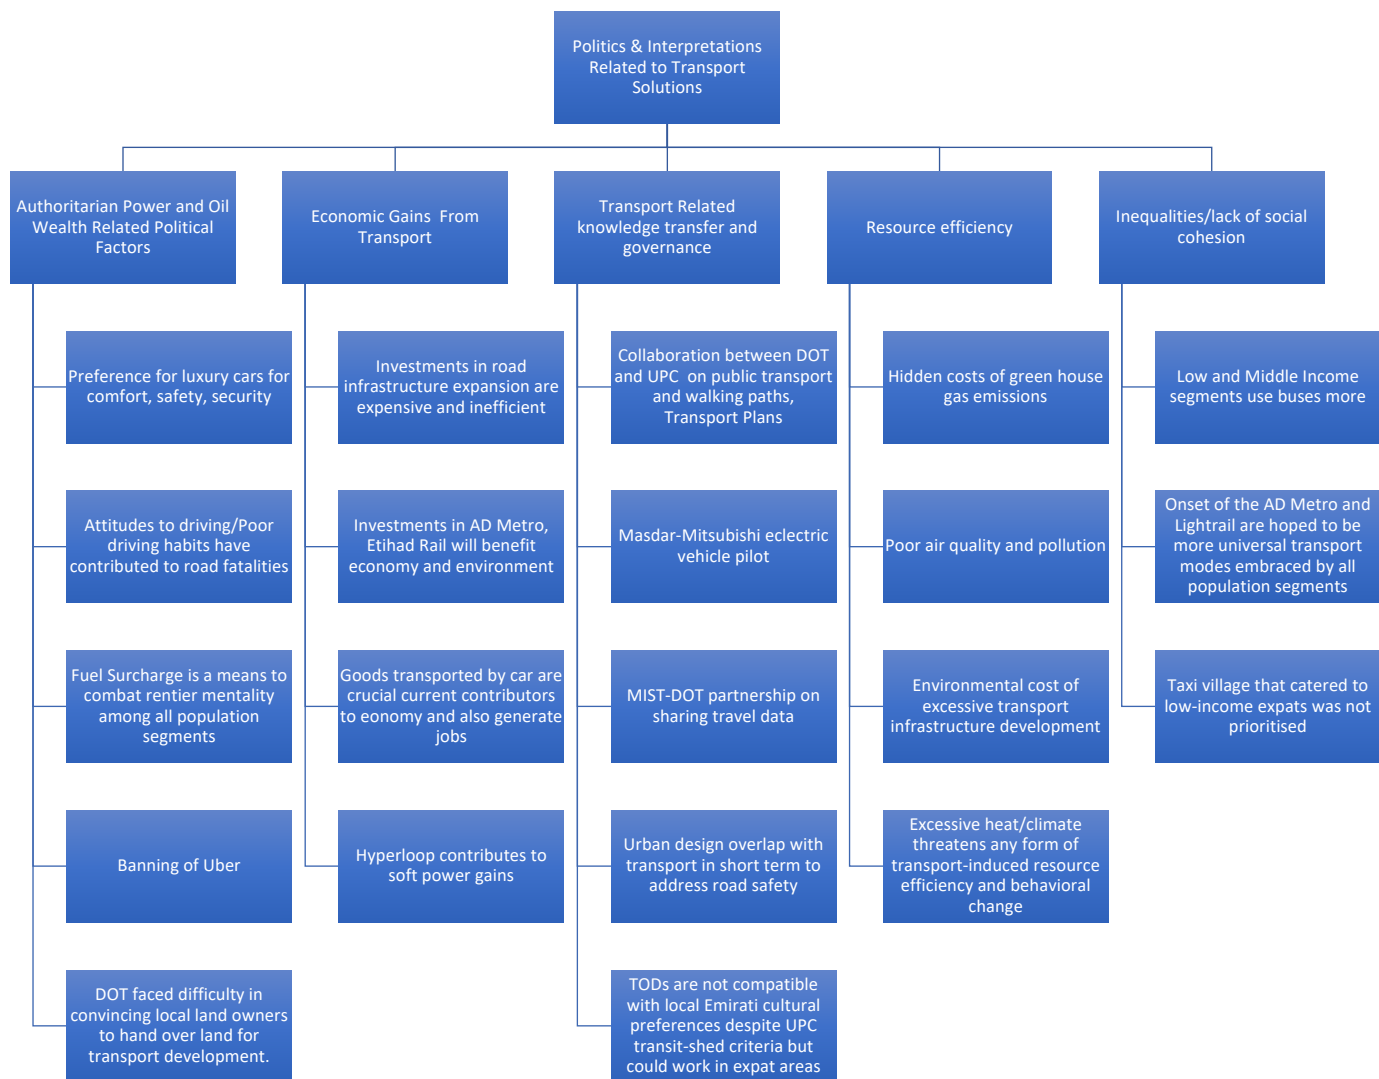 Politics & Interpretations
Related to Transport
Solutions
Authoritarian Power and Oil
Wealth Related Political
Factors
Preference for luxury cars for
comfort, safety, security
Attitudes to driving/Poor
driving habits have
contributed to road fatalities
Fuel Surcharge is a means to
combat rentier mentality
among all population
segments
Banning of Uber
DOT faced difficulty in
convincing local land owners
to hand over land for
transport development.
Economic Gains From
Transport
Investments in road
infrastructure expansion are
expensive and inefficient
Investments in AD Metro,
Etihad Rail will benefit
economy and environment
Goods transported by car are
crucial current contributors
to eonomy and also generate
jobs
Hyperloop contributes to
soft power gains
Transport Related
knowledge transfer and
governance
Collaboration between DOT
and UPC on public transport
and walking paths,
Transport Plans
Masdar-Mitsubishi eclectric
vehicle pilot
MIST-DOT partnership on
sharing travel data
Urban design overlap with
transport in short term to
address road safety
TODs are not compatible
with local Emirati cultural
preferences despite UPC
transit-shed criteria but
could work in expat areas
Resource efficiency
Hidden costs of green house
gas emissions
Poor air quality and pollution
Environmental cost of
excessive transport
infrastructure development
Excessive heat/climate
threatens any form of
transport-induced resource
efficiency and behavioral
change
Inequalities/lack of social
cohesion
Low and Middle Income
segments use buses more
Onset of the AD Metro and
Lightrail are hoped to be
more universal transport
modes embraced by all
population segments
Taxi village that catered to
low-income expats was not
prioritised